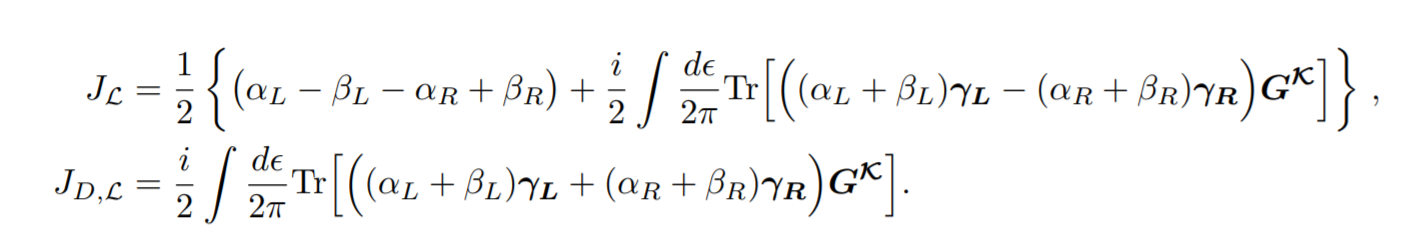 J_ℒ = 1/2 { (α_L − β_L − α_R + β_R) + i/2 ∫ dϵ/2π Tr[((α_L + β_L)γ_L − (α_R + β_R)γ_R)G^𝒦] } ,
J_{D,ℒ} = i/2 ∫ dϵ/2π Tr[((α_L + β_L)γ_L + (α_R + β_R)γ_R)G^𝒦].